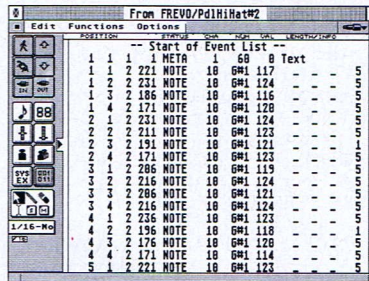 From FREVO/PdlHiHat#2
Edit Functions Options
POSITION STATUS CHA NUM VAL LENGTH/INFO
-- Start of Event List --
1 1 1 1 META 1 60 0 Text
1 1 2 221 NOTE 10 G#1 117 _ _ _ 5
1 2 2 231 NOTE 10 G#1 124 _ _ _ 5
1 3 2 186 NOTE 10 G#1 116 _ _ _ 5
1 4 2 171 NOTE 10 G#1 120 _ _ _ 5
2 1 2 231 NOTE 10 G#1 124 _ _ _ 5
2 2 2 211 NOTE 10 G#1 123 _ _ _ 5
2 3 2 191 NOTE 10 G#1 121 _ _ _ 1
2 4 2 171 NOTE 10 G#1 123 _ _ _ 5
3 1 2 206 NOTE 10 G#1 119 _ _ _ 5
3 2 2 216 NOTE 10 G#1 124 _ _ _ 5
3 3 2 206 NOTE 10 G#1 121 _ _ _ 5
3 4 2 216 NOTE 10 G#1 124 _ _ _ 5
4 1 2 236 NOTE 10 G#1 123 _ _ _ 5
4 2 2 196 NOTE 10 G#1 118 _ _ _ 1
4 3 2 176 NOTE 10 G#1 120 _ _ _ 5
4 4 2 171 NOTE 10 G#1 114 _ _ _ 5
5 1 2 221 NOTE 10 G#1 123 _ _ _ 5
IN OUT
88
SYS EX
1/16-Mo